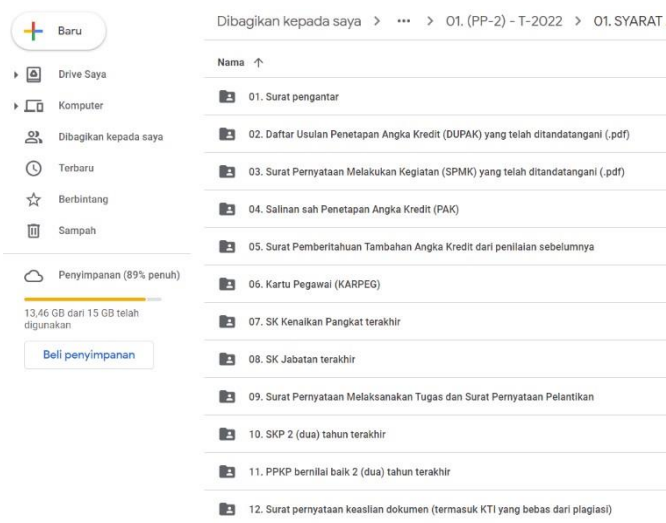 Baru
Drive Saya
Komputer
Dibagikan kepada saya
Terbaru
Berbintang
Sampah
Penyimpanan (89% penuh)
13,46 GB dari 15 GB telah
digunakan
Beli penyimpanan
Dibagikan kepada saya > ··· > 01. (PP-2) - T-2022 > 01. SYARAT
Nama ↑
01. Surat pengantar
02. Daftar Usulan Penetapan Angka Kredit (DUPAK) yang telah ditandatangani (.pdf)
03. Surat Pernyataan Melakukan Kegiatan (SPMK) yang telah ditandatangani (.pdf)
04. Salinan sah Penetapan Angka Kredit (PAK)
05. Surat Pemberitahuan Tambahan Angka Kredit dari penilaian sebelumnya
06. Kartu Pegawai (KARPEG)
07. SK Kenaikan Pangkat terakhir
08. SK Jabatan terakhir
09. Surat Pernyataan Melaksanakan Tugas dan Surat Pernyataan Pelantikan
10. SKP 2 (dua) tahun terakhir
11. PPKP bernilai baik 2 (dua) tahun terakhir
12. Surat pernyataan keaslian dokumen (termasuk KTI yang bebas dari plagiasi)